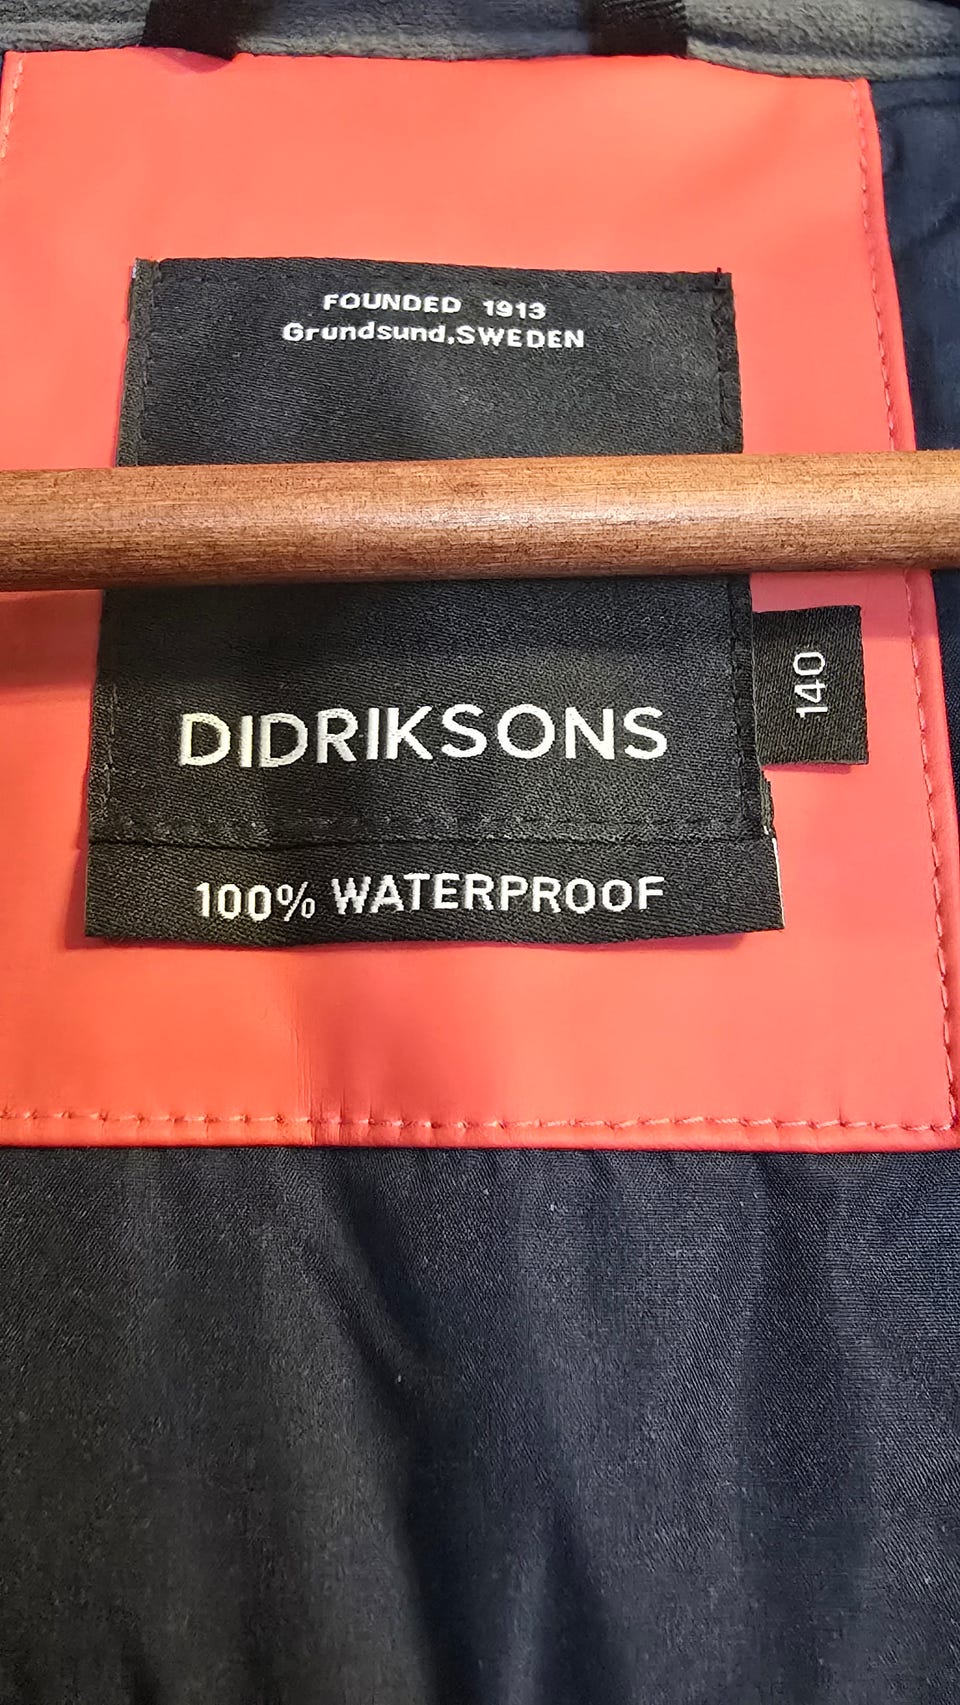 FOUNDED 1913
Grundsund,SWEDEN
DIDRIKSONS
140
100% WATERPROOF